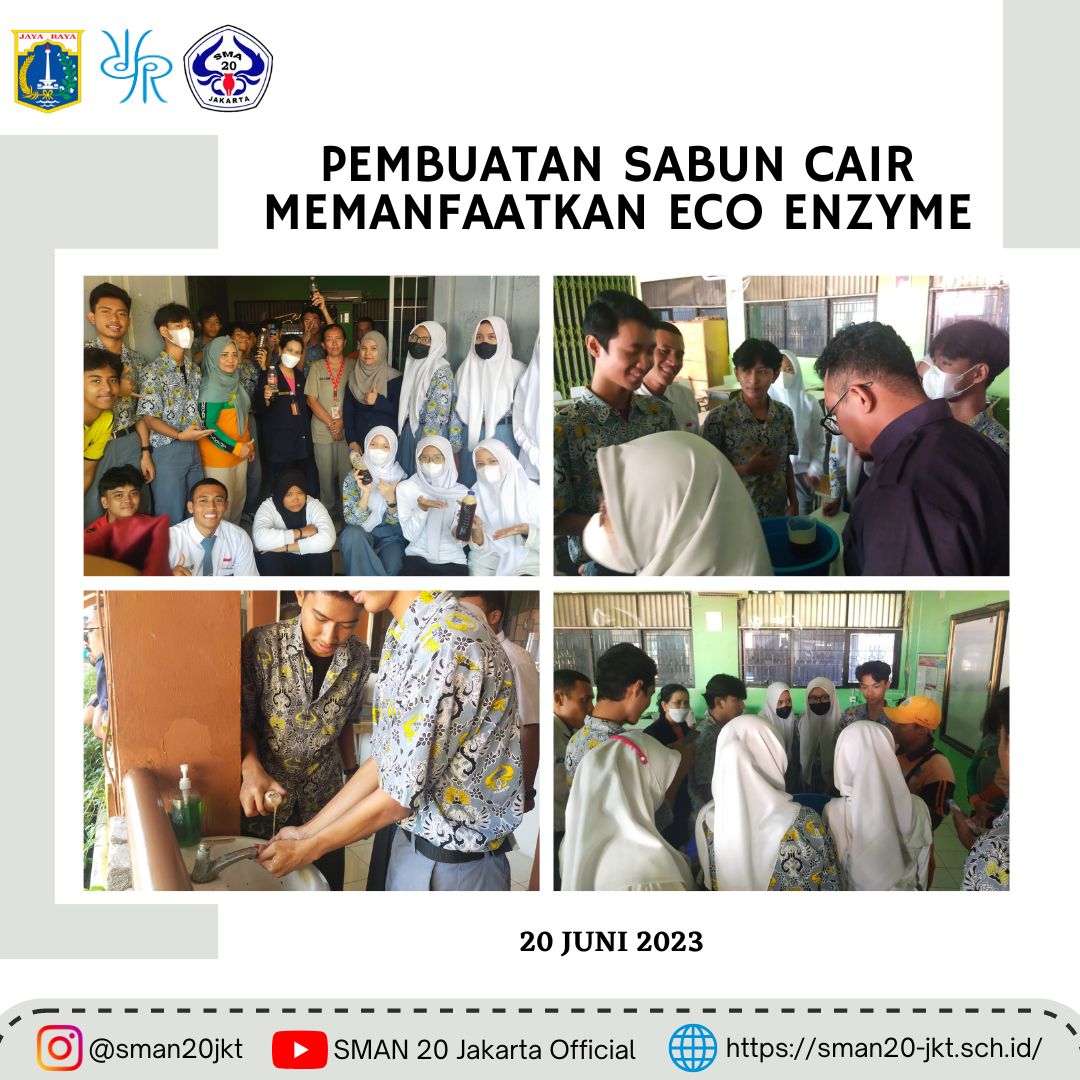 JAYA RAYA
SMA
20
JAKARTA
PEMBUATAN SABUN CAIR
MEMANFAATKAN ECO ENZYME
20 JUNI 2023
@sman20jkt
SMAN 20 Jakarta Official
https://sman20-jkt.sch.id/